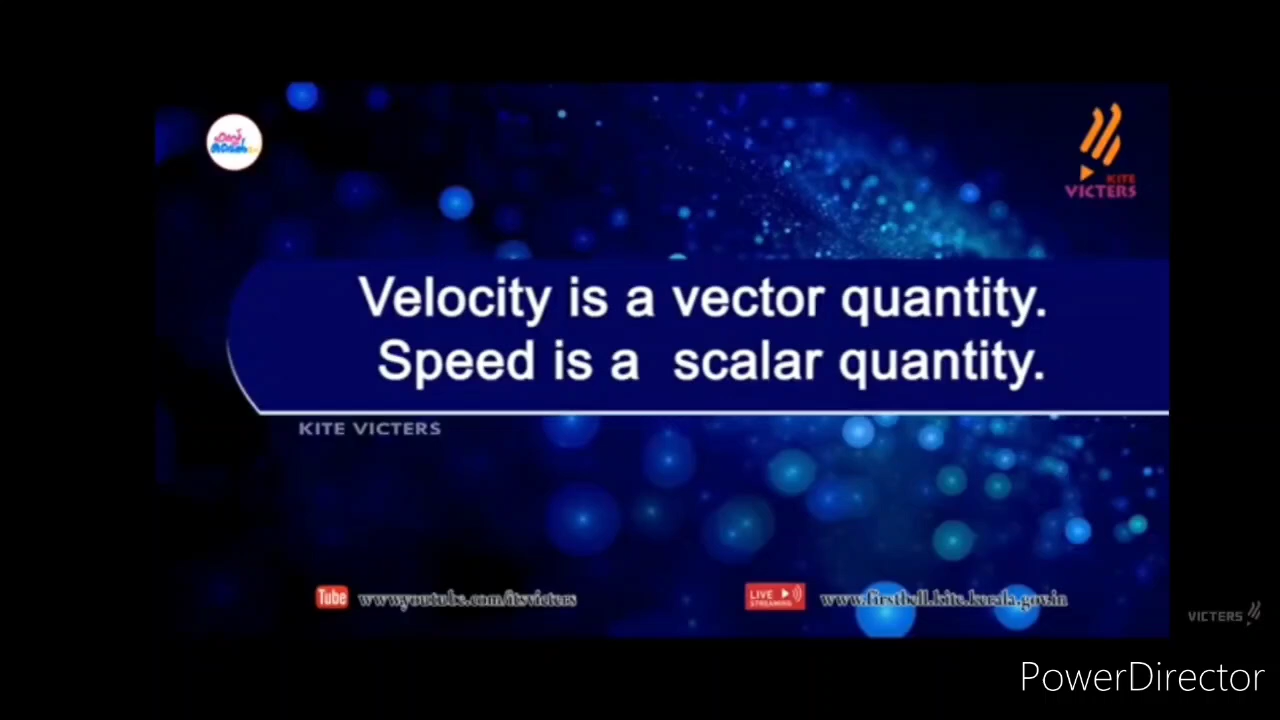 KITE
VICTERS
Velocity is a vector quantity.
Speed is a scalar quantity.
KITE VICTERS
You Tube www.youtube.com/itsvicters
LIVE STREAMING www.firstbell.kite.kerala.gov.in
VICTERS
PowerDirector